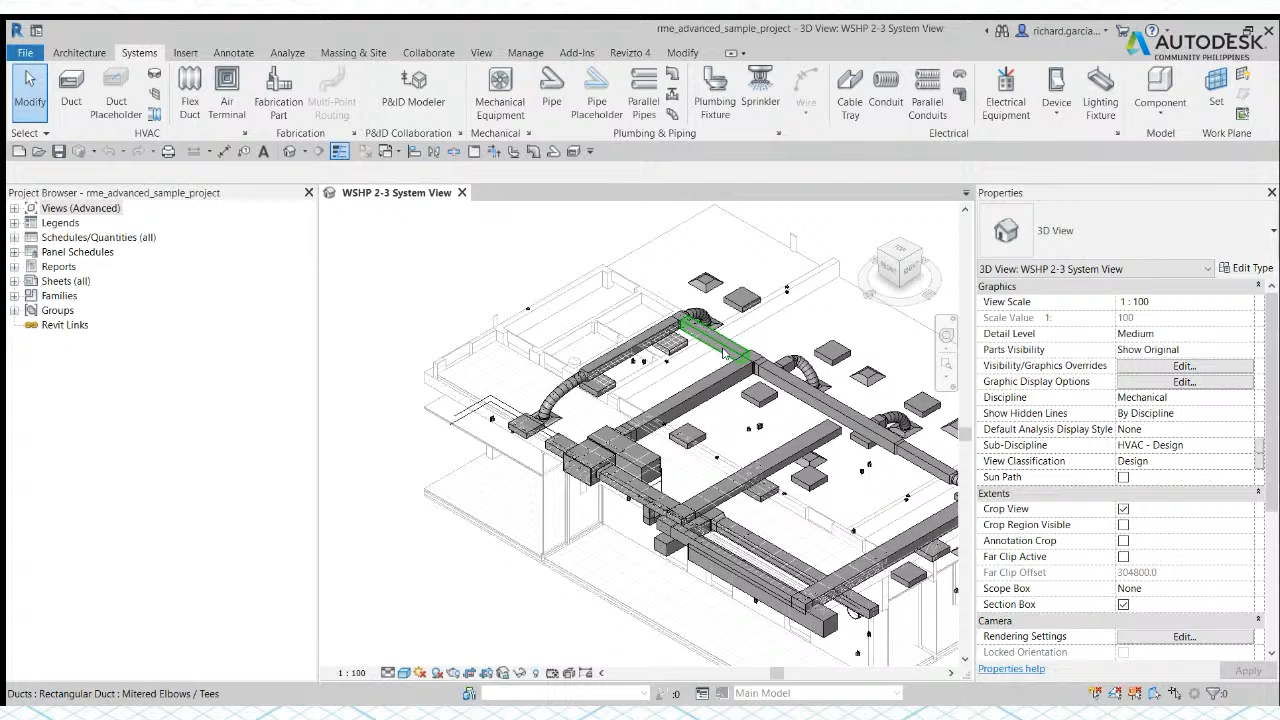 rme_advanced_sample_project - 3D View: WSHP 2-3 System View
richard.garcia...
AUTODESK
COMMUNITY PHILIPPINES
File Architecture Systems Insert Annotate Analyze Massing & Site Collaborate View Manage Add-Ins Revizto 4 Modify
Modify
Duct
Duct
Placeholder
Flex
Duct
Air
Terminal
Fabrication
Part
Multi-Point
Routing
P&ID Modeler
Mechanical
Equipment
Pipe
Pipe
Placeholder
Parallel
Pipes
Plumbing
Fixture
Sprinkler
Wire
Cable
Tray
Conduit
Parallel
Conduits
Electrical
Equipment
Device
Lighting
Fixture
Component
Set
Select HVAC Fabrication P&ID Collaboration Mechanical Plumbing & Piping Electrical Model Work Plane
Project Browser - rme_advanced_sample_project
Views (Advanced)
Legends
Schedules/Quantities (all)
Panel Schedules
Reports
Sheets (all)
Families
Groups
Revit Links
WSHP 2-3 System View
TOP
FRONT
RIGHT
Properties
3D View
3D View: WSHP 2-3 System View Edit Type
Graphics
View Scale 1 : 100
Scale Value 1: 100
Detail Level Medium
Parts Visibility Show Original
Visibility/Graphics Overrides Edit...
Graphic Display Options Edit...
Discipline Mechanical
Show Hidden Lines By Discipline
Default Analysis Display Style None
Sub-Discipline HVAC - Design
View Classification Design
Sun Path
Extents
Crop View
Crop Region Visible
Annotation Crop
Far Clip Active
Far Clip Offset 304800.0
Scope Box None
Section Box
Camera
Rendering Settings Edit...
Locked Orientation
Properties help Apply
1 : 100
Ducts : Rectangular Duct : Mitered Elbows / Tees
:0
Main Model
:0